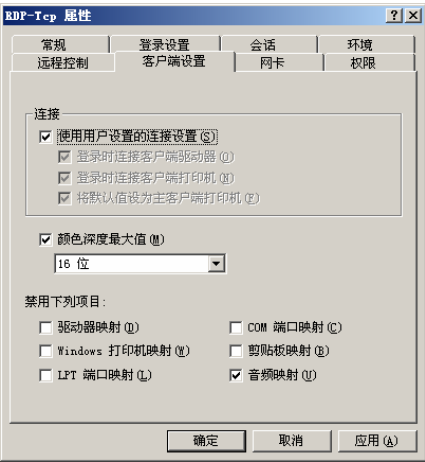 RDP-Tcp 属性
常规 登录设置 会话 环境
远程控制 客户端设置 网卡 权限
连接
使用用户设置的连接设置(S)
登录时连接客户端驱动器(O)
登录时连接客户端打印机(N)
将默认值设为主客户端打印机(F)
颜色深度最大值(M)
16 位
禁用下列项目:
驱动器映射(D) COM 端口映射(C)
Windows 打印机映射(W) 剪贴板映射(B)
LPT 端口映射(L) 音频映射(U)
确定 取消 应用(A)